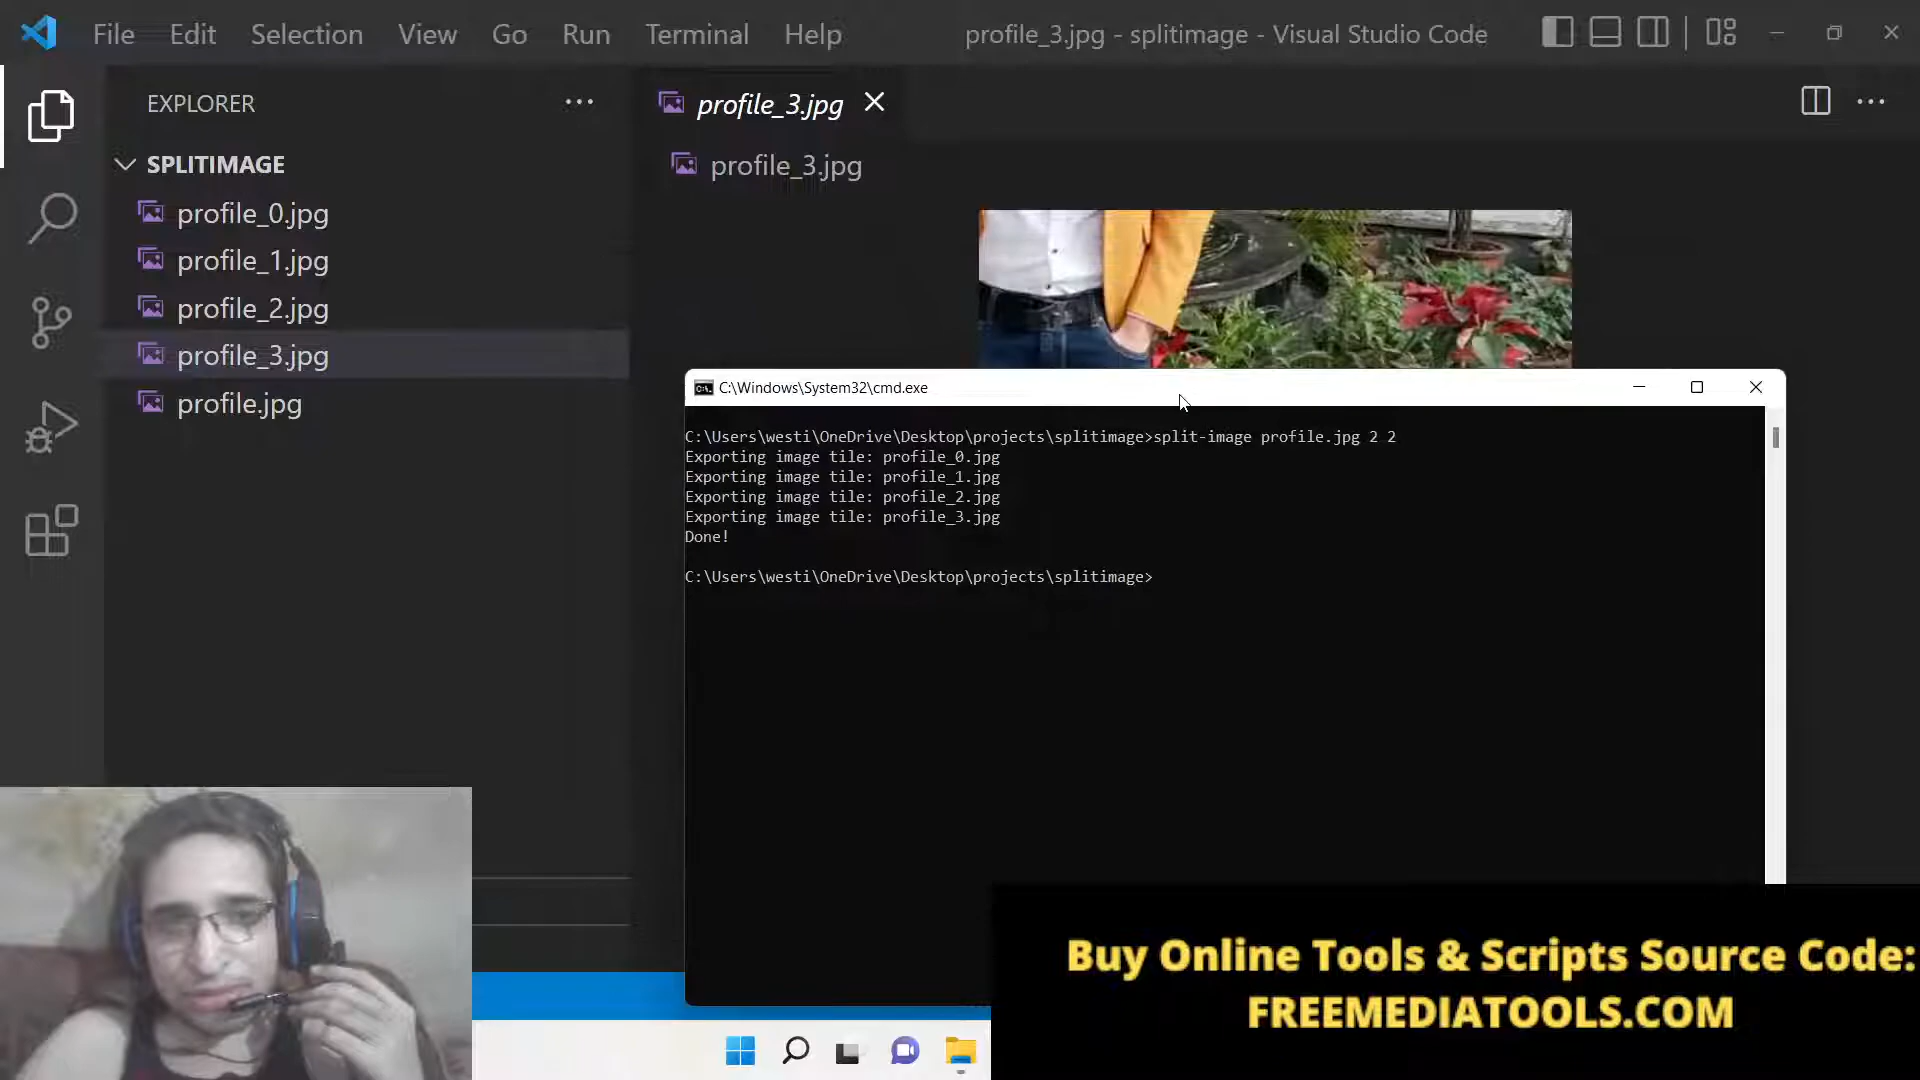 File Edit Selection View Go Run Terminal Help
profile_3.jpg - splitimage - Visual Studio Code
EXPLORER
SPLITIMAGE
profile_0.jpg
profile_1.jpg
profile_2.jpg
profile_3.jpg
profile.jpg
profile_3.jpg
profile_3.jpg
C:\Windows\System32\cmd.exe
C:\Users\westi\OneDrive\Desktop\projects\splitimage>split-image profile.jpg 2 2
Exporting image tile: profile_0.jpg
Exporting image tile: profile_1.jpg
Exporting image tile: profile_2.jpg
Exporting image tile: profile_3.jpg
Done!
C:\Users\westi\OneDrive\Desktop\projects\splitimage>
Buy Online Tools & Scripts Source Code:
FREEMEDIATOOLS.COM